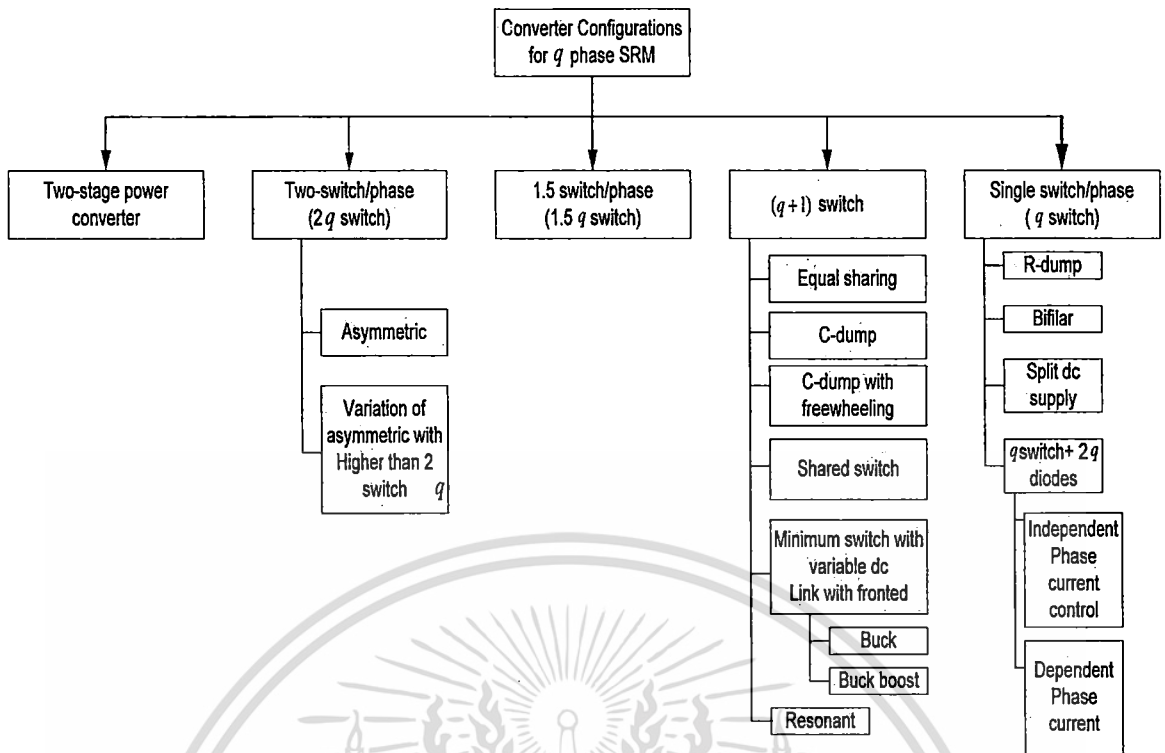 Converter Configurations
for q phase SRM
Two-stage power
converter
Two-switch/phase
(2q switch)
1.5 switch/phase
(1.5 q switch)
(q+1) switch
Single switch/phase
( q switch)
Asymmetric
Variation of
asymmetric with
Higher than 2
switch q
Equal sharing
C-dump
C-dump with
freewheeling
Shared switch
Minimum switch with
variable dc
Link with fronted
Buck
Buck boost
Resonant
R-dump
Bifilar
Split dc
supply
qswitch+ 2q
diodes
Independent
Phase
current
control
Dependent
Phase
current